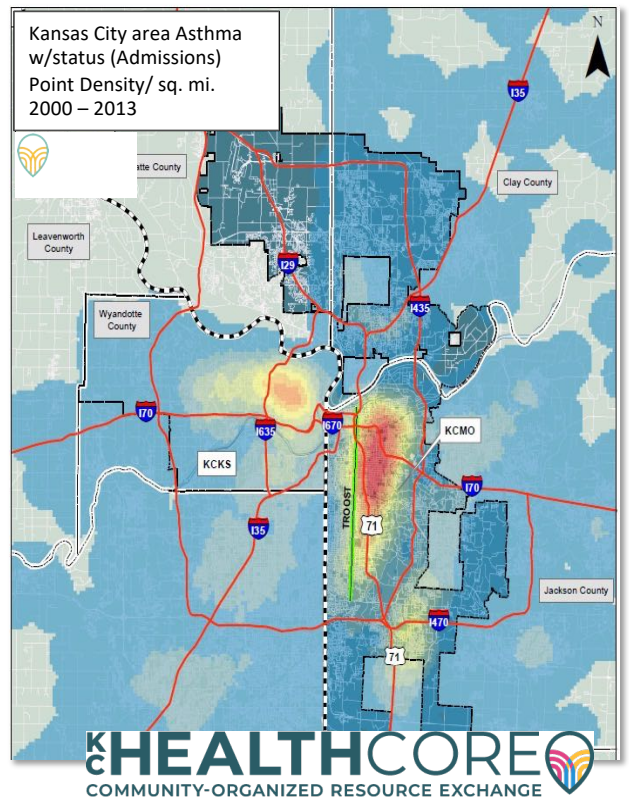 Kansas City area Asthma
w/status (Admissions)
Point Density/ sq. mi.
2000 – 2013
N
I35
atte County
Clay County
Leavenworth
County
I29
I435
Wyandotte
County
I70
I635
I670
KCMO
KCKS
I70
TROOST
I35
71
Jackson County
I470
71
KC HEALTHCORE
COMMUNITY-ORGANIZED RESOURCE EXCHANGE